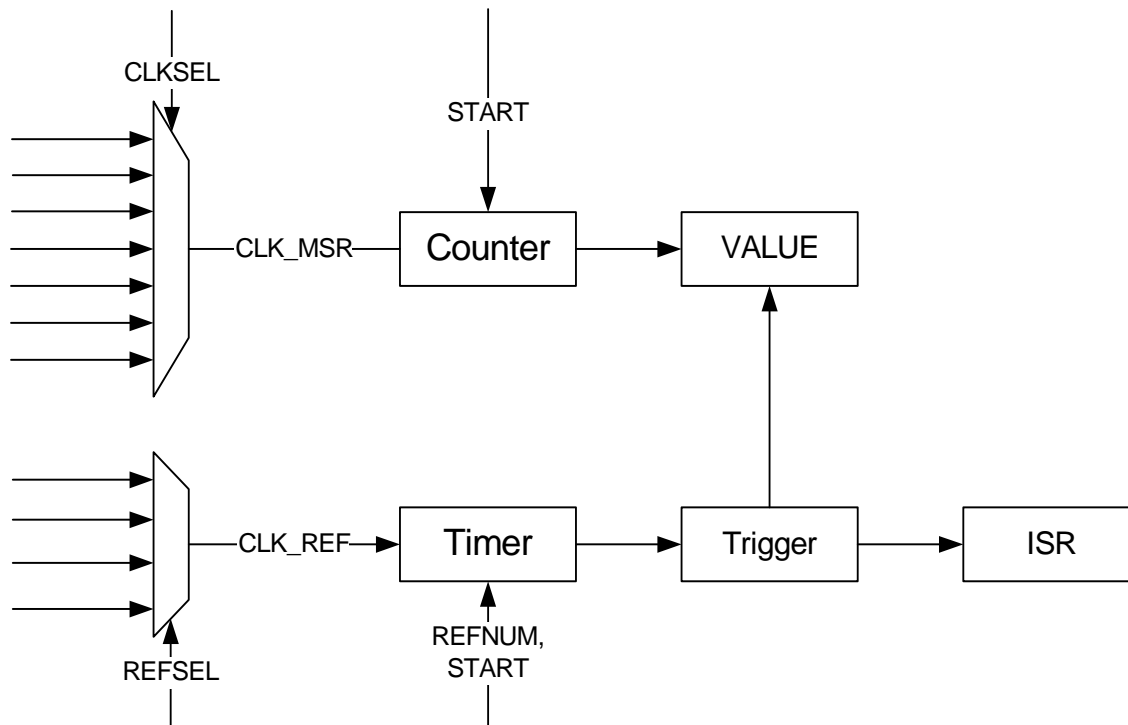 CLKSEL
START
CLK_MSR
Counter
VALUE
CLK_REF
Timer
Trigger
ISR
REFNUM,
START
REFSEL